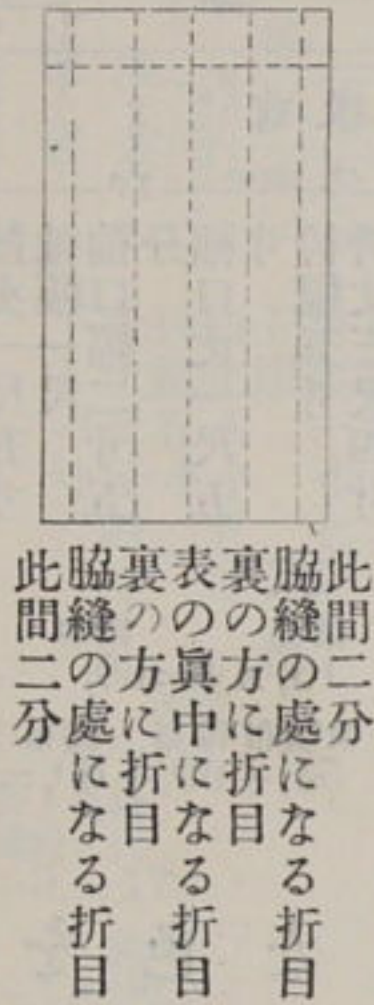 此間二分
脇縫の處になる折目
裏の方に折目
表の眞中になる折目
裏の方に折目
脇縫の處になる折目
此間二分